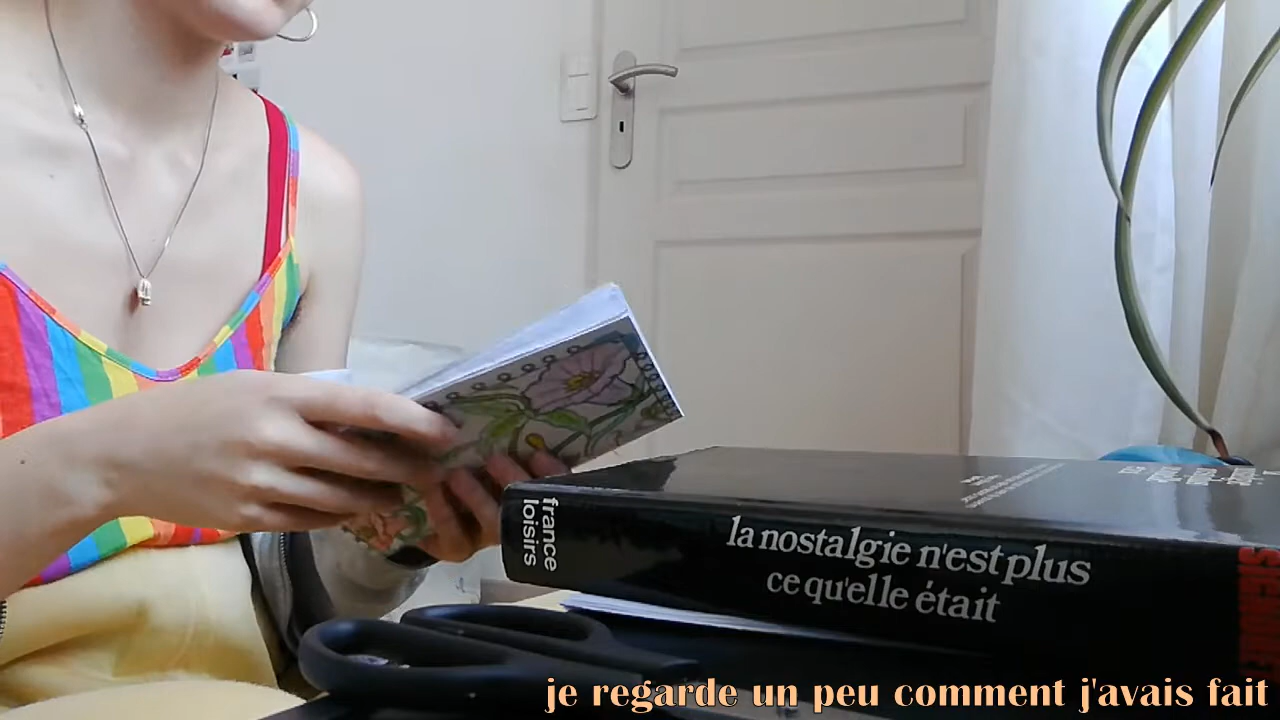 france
loisirs
la nostalgie n'est plus
ce qu'elle était
je regarde un peu comment j'avais fait